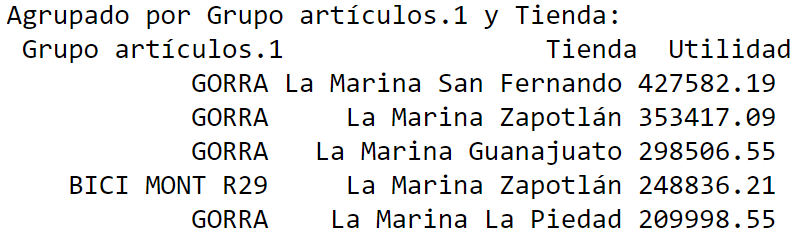 Agrupado por Grupo artículos.1 y Tienda:
Grupo artículos.1 Tienda Utilidad
GORRA La Marina San Fernando 427582.19
GORRA La Marina Zapotlán 353417.09
GORRA La Marina Guanajuato 298506.55
BICI MONT R29 La Marina Zapotlán 248836.21
GORRA La Marina La Piedad 209998.55